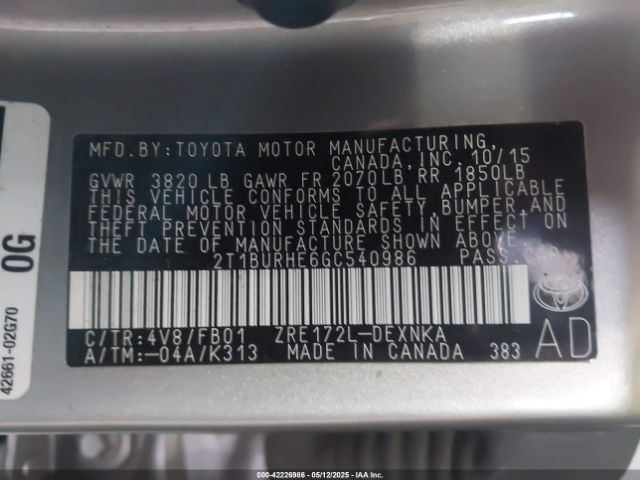 MFD. BY: TOYOTA MOTOR MANUFACTURING,
CANADA, INC. 10/15
GVWR 3820 LB GAWR FR 2070LB, RR 1850LB
THIS VEHICLE CONFORMS TO ALL APPLICABLE
FEDERAL MOTOR VEHICLE SAFETY, BUMPER, AND
THEFT PREVENTION STANDARDS IN EFFECT ON
THE DATE OF MANUFACTURE SHOWN ABOVE.
2T1BURHE6GC540986 PASS.
C/TR:4V8/FB01 ZRE172L-DEXNKA
A/TM:-04A/K313 MADE IN CANADA 383
AD
0G
42661-02G70
000-42226986 - 05/12/2025 - IAA Inc.